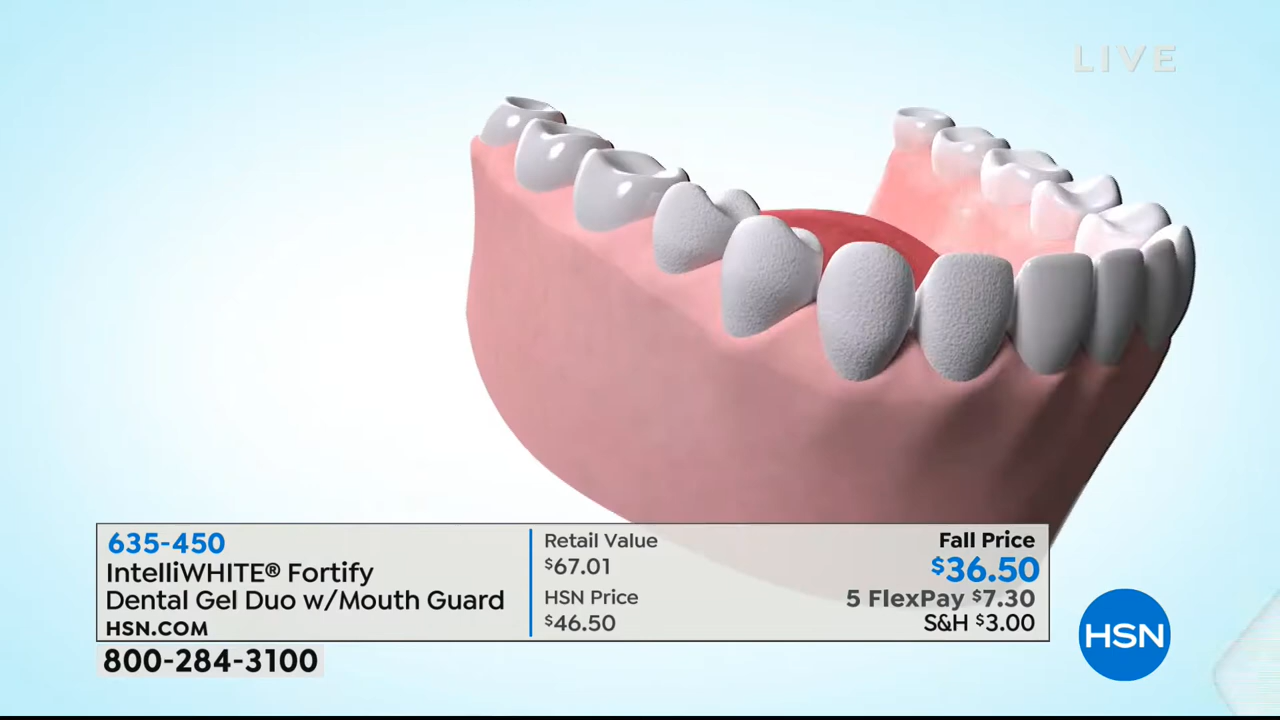 LIVE
635-450
IntelliWHITE® Fortify
Dental Gel Duo w/Mouth Guard
HSN.COM
800-284-3100
Retail Value
$67.01
HSN Price
$46.50
Fall Price
$36.50
5 FlexPay $7.30
S&H $3.00
HSN